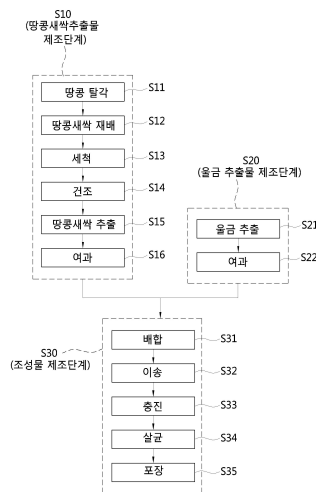 S10
(땅콩새싹추출물
제조단계)
땅콩 탈각
S11
땅콩새싹 재배
S12
세척
S13
건조
S14
땅콩새싹 추출
S15
여과
S16
S20
(울금 추출물 제조단계)
울금 추출
S21
여과
S22
S30
(조성물 제조단계)
배합
S31
이송
S32
충진
S33
살균
S34
포장
S35